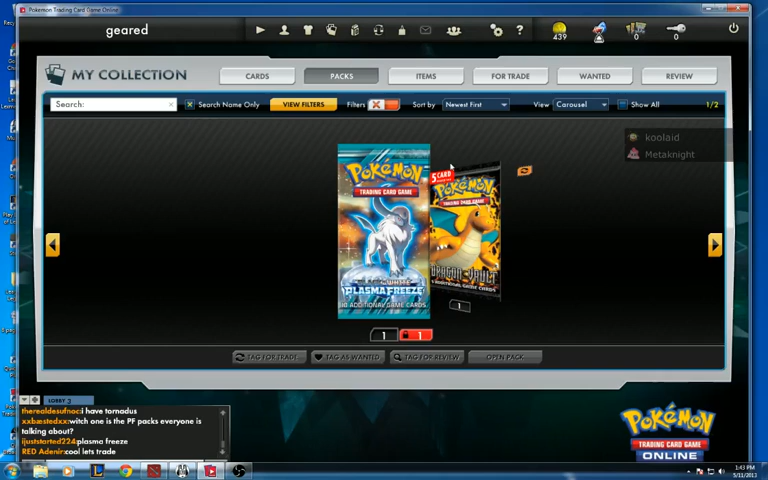 Pokemon Trading Card Game Online
geared
439
0
0
MY COLLECTION
CARDS
PACKS
ITEMS
FOR TRADE
WANTED
REVIEW
Search:
Search Name Only
VIEW FILTERS
Filters
Sort by
Newest First
View
Carousel
Show All
1/2
koolaid
Metaknight
POKéMON
TRADING CARD GAME
PLASMA FREEZE
10 ADDITIONAL GAME CARDS
5 CARD
POKéMON
TRADING CARD GAME
DRAGON VAULT
1
1
1
TAG FOR TRADE
TAG AS WANTED
TAG FOR REVIEW
OPEN PACK
LOBBY 3
therealdesufnoc:i have tornadus
xxbæstedxx:witch one is the PF packs everyone is
talking about?
ijuststarted224:plasma freeze
RED Adenir:cool lets trade
POKéMON
TRADING CARD GAME
ONLINE
1:43 PM
5/11/2011